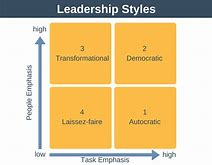 Leadership Styles
high
3
Transformational
2
Democratic
People Emphasis
4
Laissez-faire
1
Autocratic
low
Task Emphasis
high